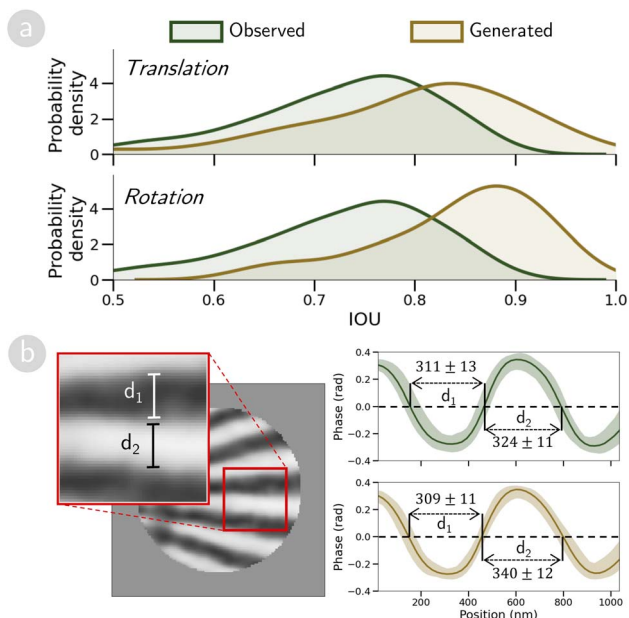 a
Observed Generated
Translation
Probability
density
4
2
0
Rotation
Probability
density
4
2
0
0.5 0.6 0.7 0.8 0.9 1.0
IOU
b
d₁
d₂
Phase (rad)
0.4
0.2
0.0
−0.2
−0.4
311 ± 13
d₁
d₂
324 ± 11
Phase (rad)
0.4
0.2
0.0
−0.2
−0.4
309 ± 11
d₁
d₂
340 ± 12
200 400 600 800 1000
Position (nm)